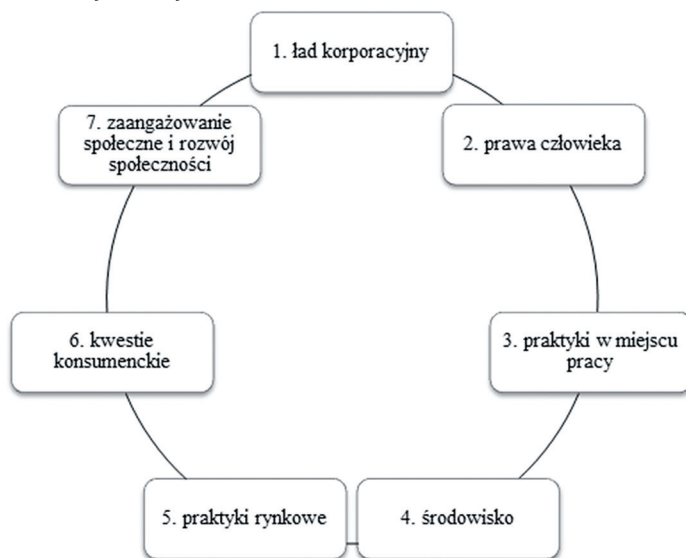 1. ład korporacyjny
2. prawa człowieka
3. praktyki w miejscu
pracy
4. środowisko
5. praktyki rynkowe
6. kwestie
konsumenckie
7. zaangażowanie
społeczne i rozwój
społeczności